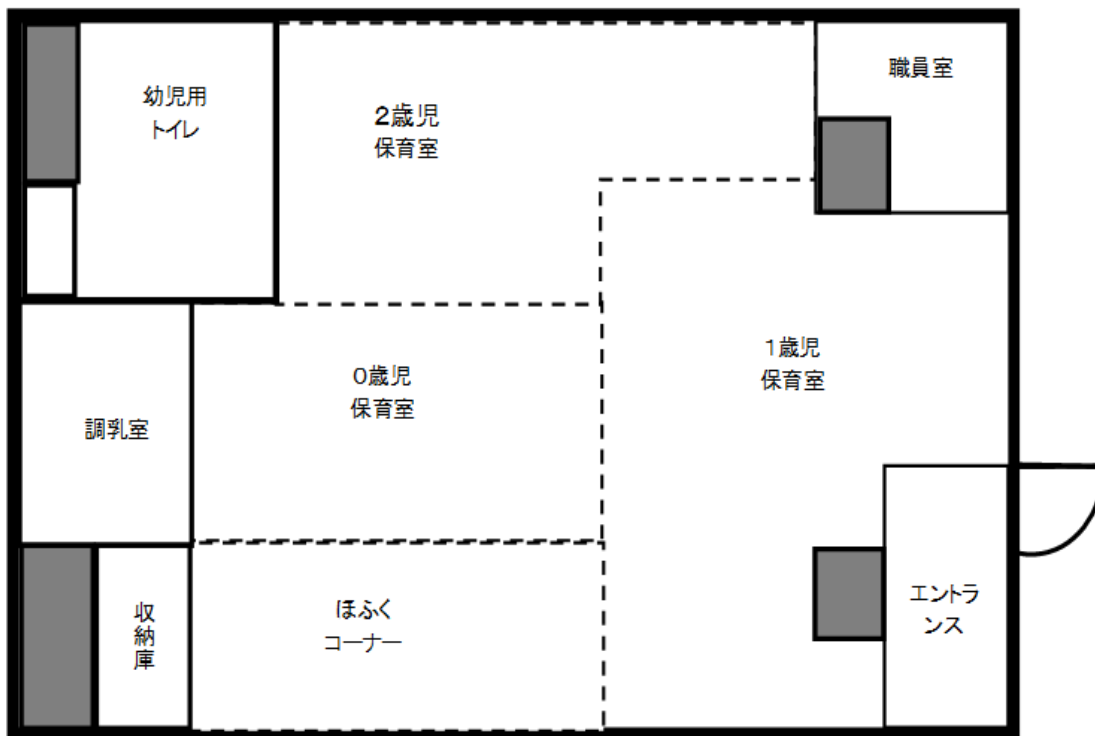 幼児用
トイレ
2歳児
保育室
職員室
0歳児
保育室
1歳児
保育室
調乳室
収納庫
ほふく
コーナー
エントラ
ンス